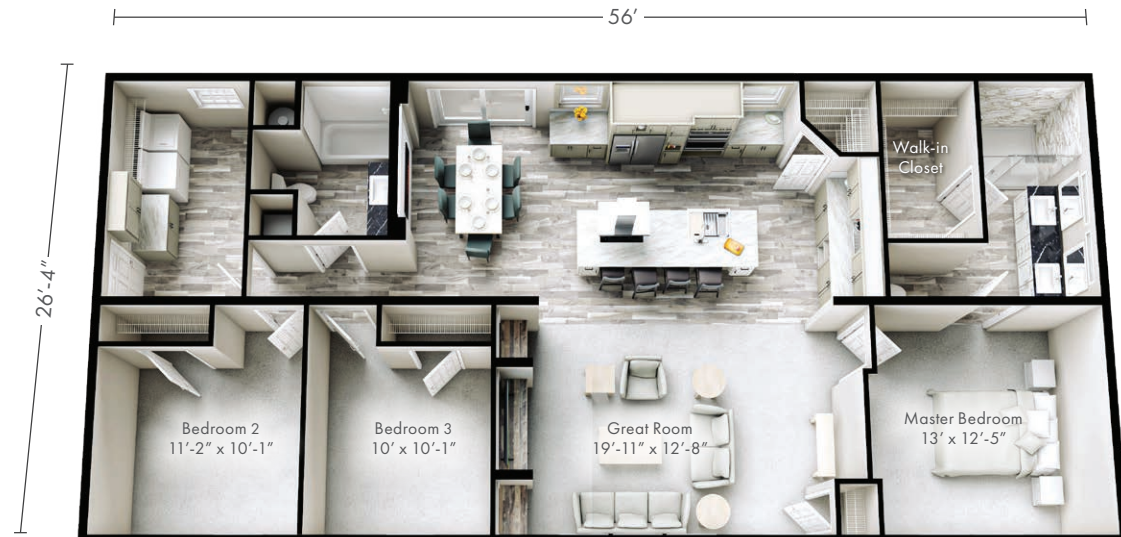 56’
26’-4”
Walk-in
Closet
Bedroom 2
11’-2” x 10’-1”
Bedroom 3
10’ x 10’-1”
Great Room
19’-11” x 12’-8”
Master Bedroom
13’ x 12’-5”